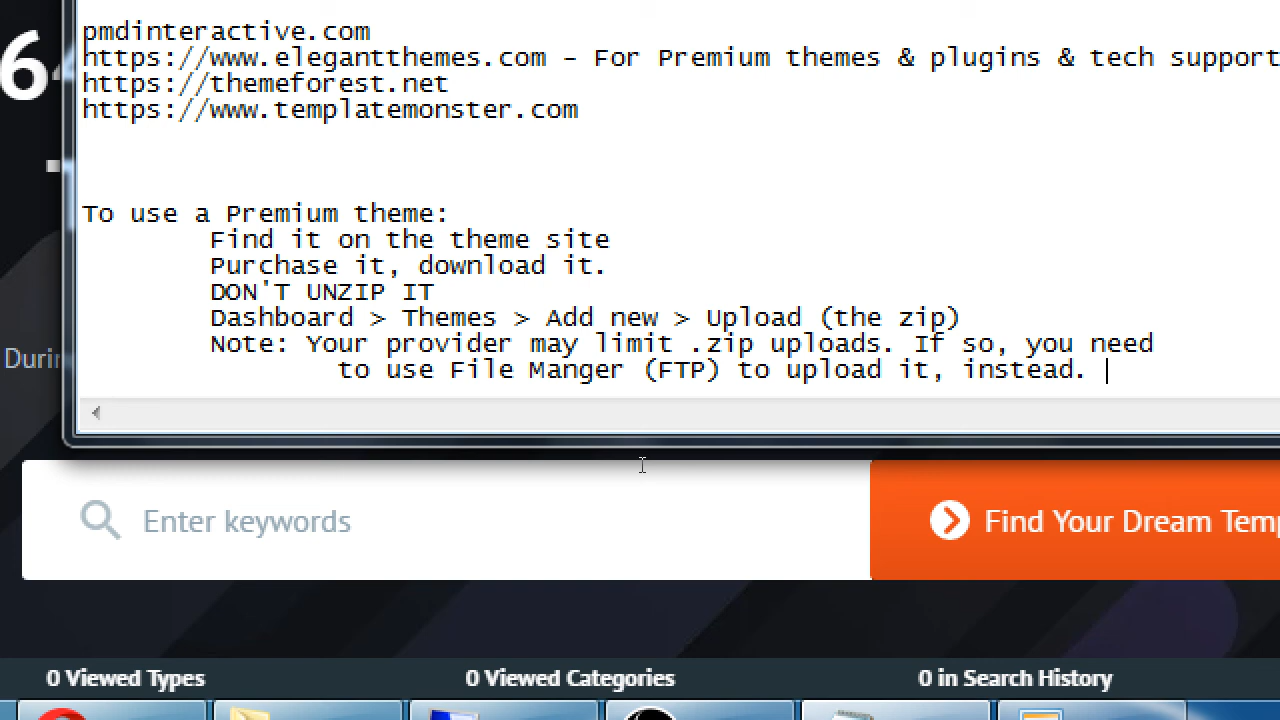 pmdinteractive.com
https://www.elegantthemes.com – For Premium themes & plugins & tech support
https://themeforest.net
https://www.templatemonster.com
To use a Premium theme:
Find it on the theme site
Purchase it, download it.
DON'T UNZIP IT
Dashboard > Themes > Add new > Upload (the zip)
Note: Your provider may limit .zip uploads. If so, you need
to use File Manger (FTP) to upload it, instead.
Enter keywords
Find Your Dream
0 Viewed Types
0 Viewed Categories
0 in Search History